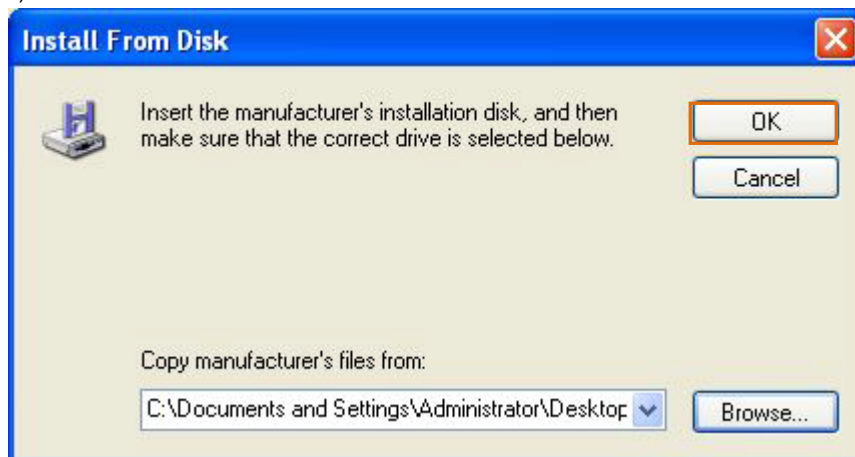 Install From Disk
Insert the manufacturer's installation disk, and then
make sure that the correct drive is selected below.
OK
Cancel
Copy manufacturer's files from:
C:\Documents and Settings\Administrator\Desktop
Browse...